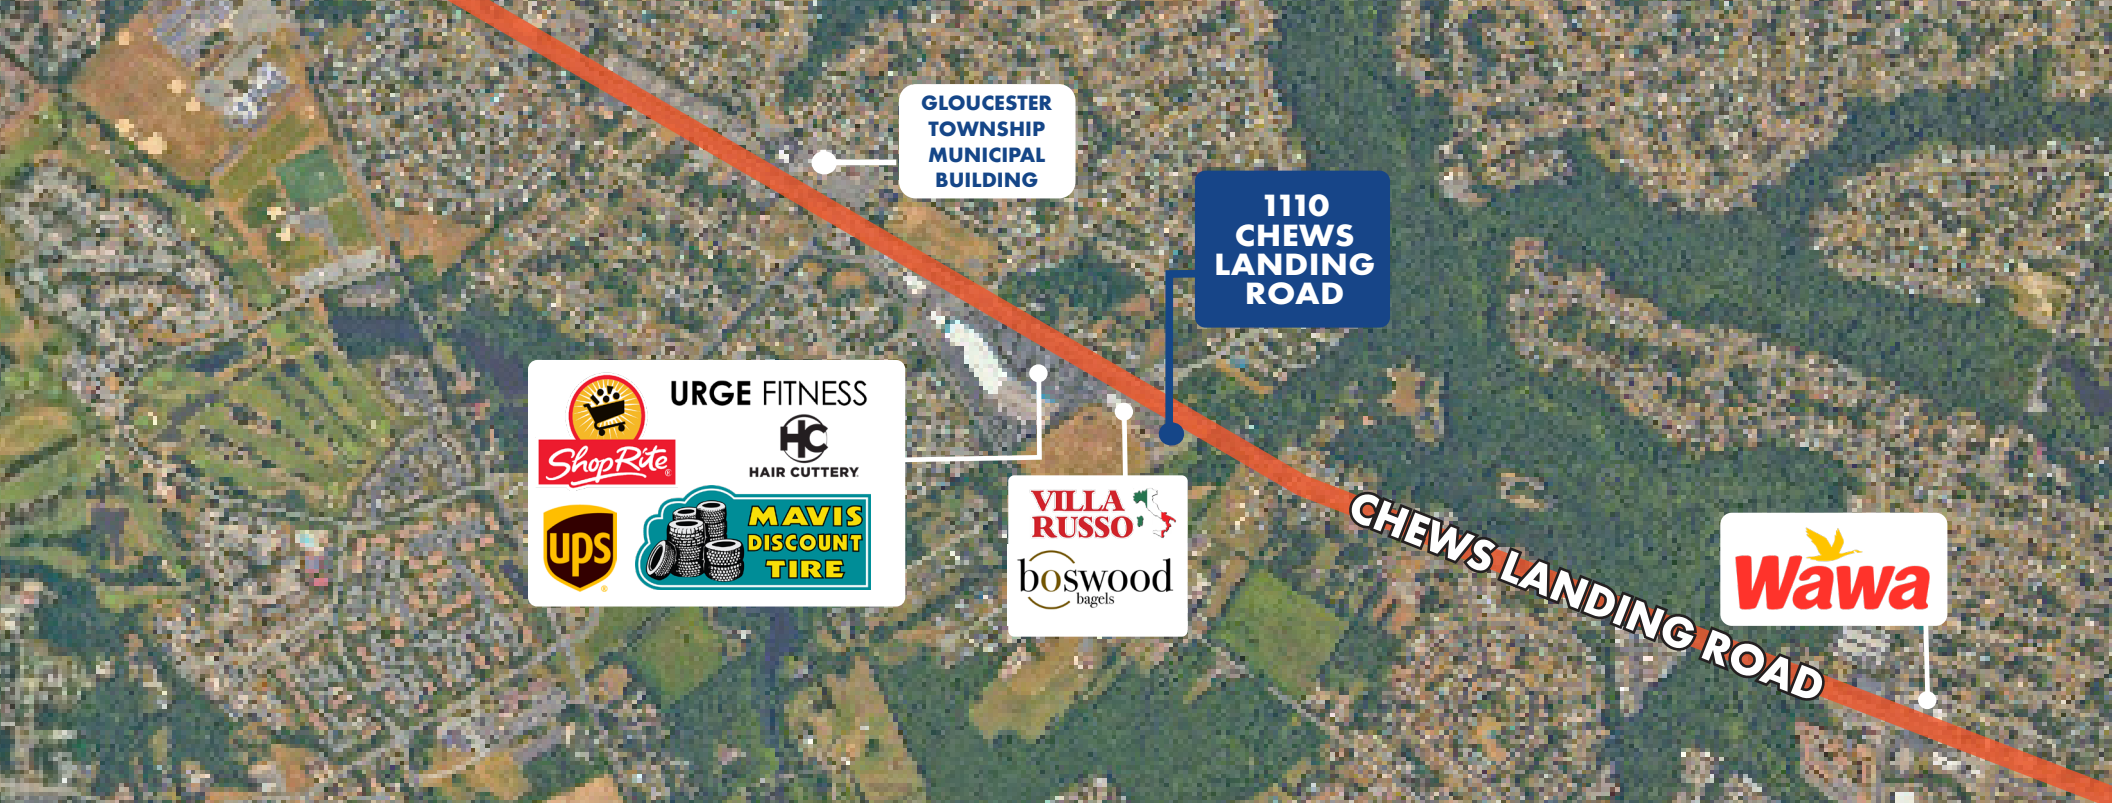 GLOUCESTER
TOWNSHIP
MUNICIPAL
BUILDING
1110
CHEWS
LANDING
ROAD
ShopRite®
URGE FITNESS
HC
HAIR CUTTERY
ups
MAVIS
DISCOUNT
TIRE
VILLA
RUSSO
boswood
bagels
CHEWS LANDING ROAD
Wawa